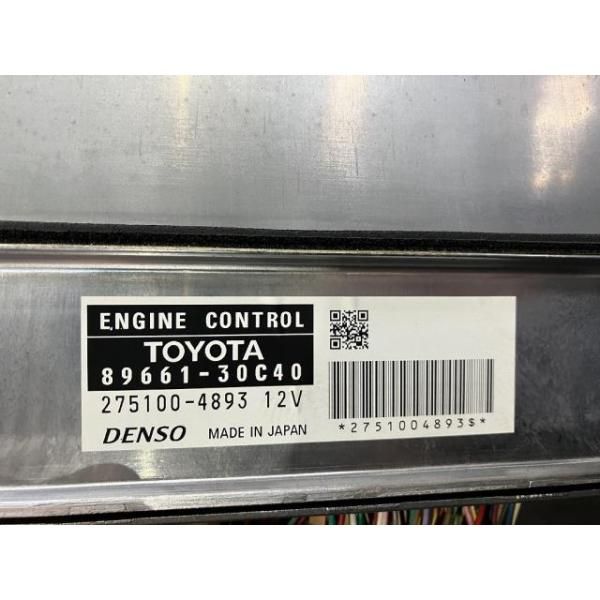 ENGINE CONTROL
TOYOTA
89661-30C40
275100-4893 12V
DENSO MADE IN JAPAN
*2751004893$*